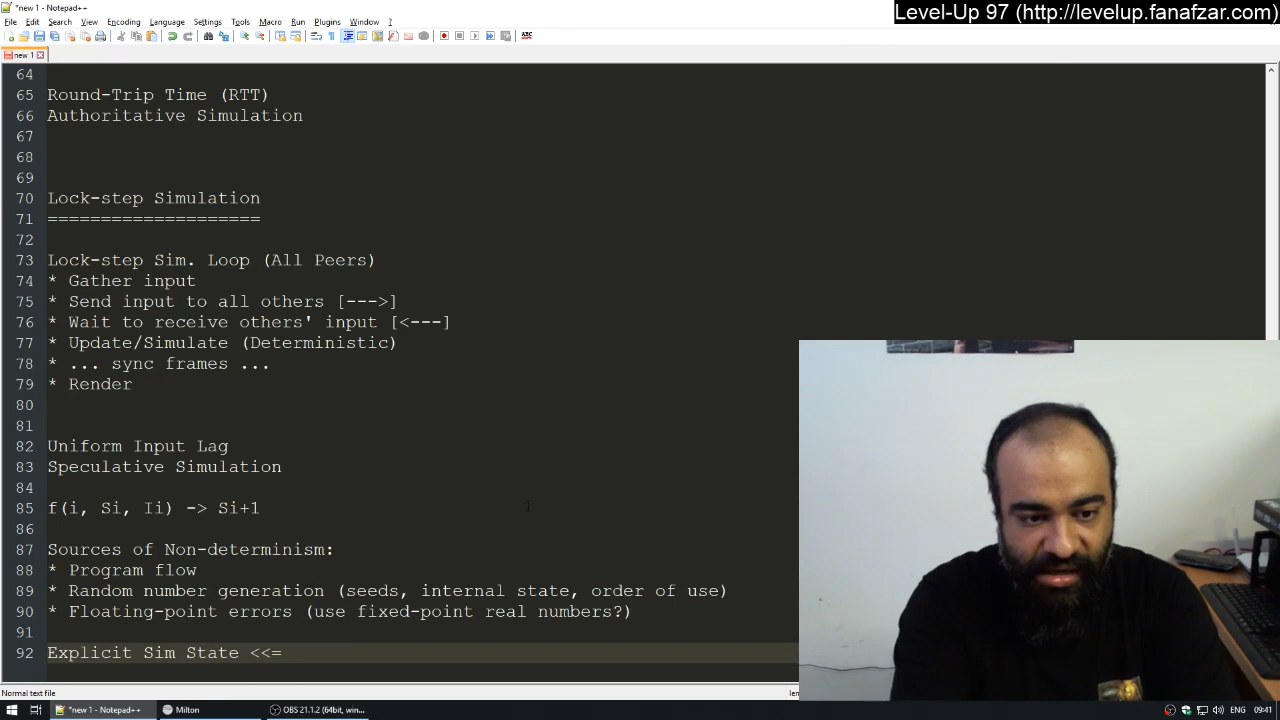 *new 1 - Notepad++
Level-Up 97 (http://levelup.fanafzar.com)
File Edit Search View Encoding Language Settings Tools Macro Run Plugins Window ?
ABC
new 1
64
65 Round-Trip Time (RTT)
66 Authoritative Simulation
67
68
69
70 Lock-step Simulation
71 ====================
72
73 Lock-step Sim. Loop (All Peers)
74 * Gather input
75 * Send input to all others [--->]
76 * Wait to receive others' input [<---]
77 * Update/Simulate (Deterministic)
78 * ... sync frames ...
79 * Render
80
81
82 Uniform Input Lag
83 Speculative Simulation
84
85 f(i, Si, Ii) -> Si+1
86
87 Sources of Non-determinism:
88 * Program flow
89 * Random number generation (seeds, internal state, order of use)
90 * Floating-point errors (use fixed-point real numbers?)
91
92 Explicit Sim State <<=
Normal text file
len
*new 1 - Notepad++
Milton
OBS 21.1.2 (64bit, win...
ENG
09:41